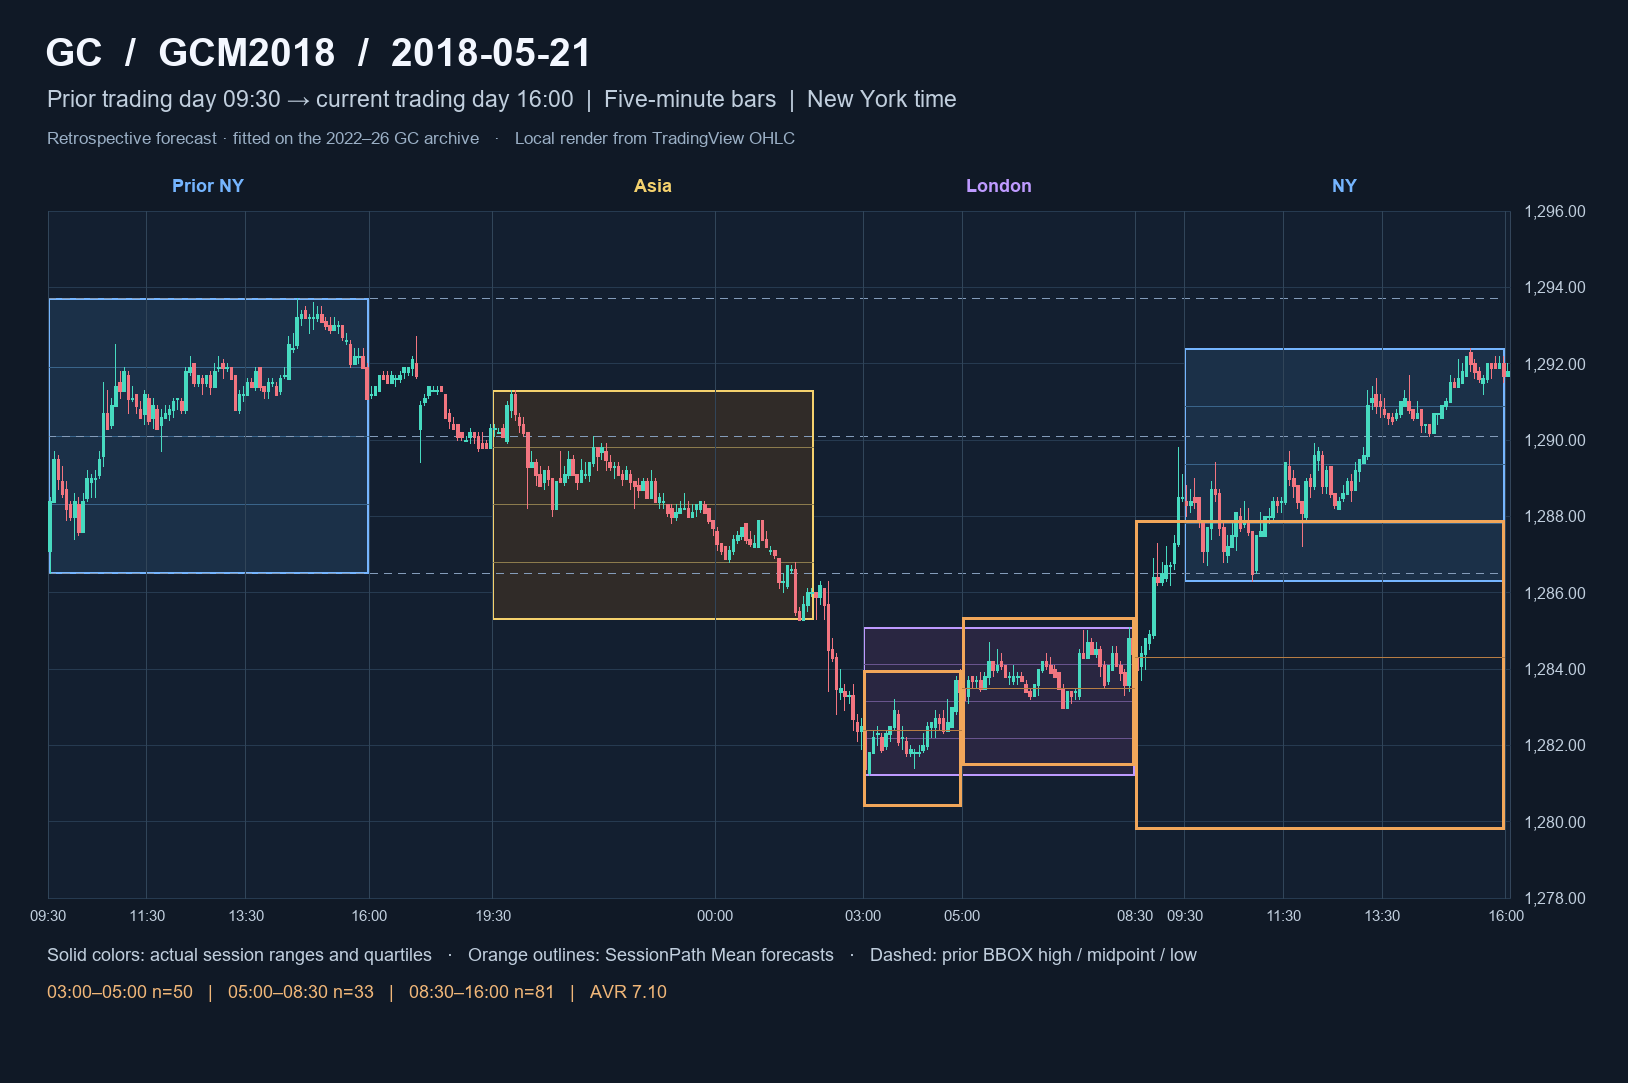 GC / GCM2018 / 2018-05-21
Prior trading day 09:30 → current trading day 16:00 | Five-minute bars | New York time
Retrospective forecast · fitted on the 2022–26 GC archive · Local render from TradingView OHLC
Prior NY Asia London NY
1,296.00
1,294.00
1,292.00
1,290.00
1,288.00
1,286.00
1,284.00
1,282.00
1,280.00
1,278.00
09:30 11:30 13:30 16:00 19:30 00:00 03:00 05:00 08:30 09:30 11:30 13:30 16:00
Solid colors: actual session ranges and quartiles · Orange outlines: SessionPath Mean forecasts · Dashed: prior BBOX high / midpoint / low
03:00–05:00 n=50 | 05:00–08:30 n=33 | 08:30–16:00 n=81 | AVR 7.10